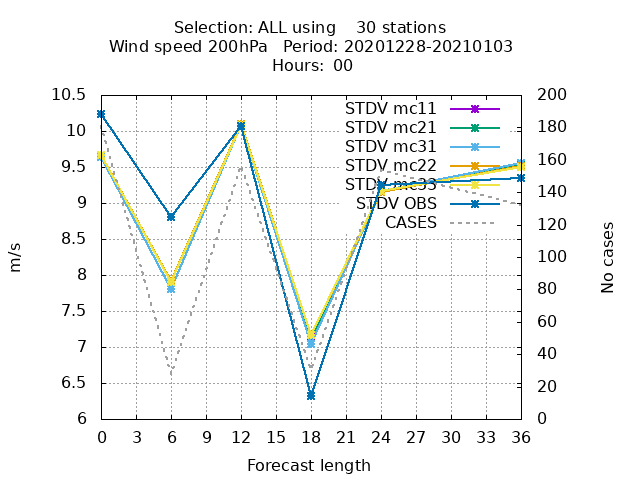 Selection: ALL using    30 stations
Wind speed 200hPa   Period: 20201228-20210103
Hours:  00
10.5
10
9.5
9
8.5
8
7.5
7
6.5
6
m/s
200
180
160
140
120
100
80
60
40
20
0
No cases
STDV mc11
STDV mc21
STDV mc31
STDV mc22
STDV mc33
STDV OBS
CASES
0 3 6 9 12 15 18 21 24 27 30 33 36
Forecast length